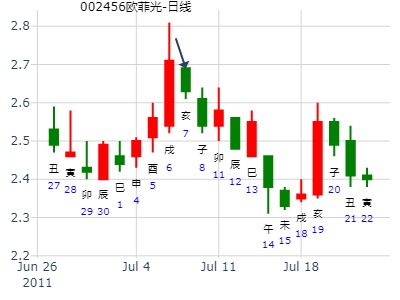 002456欧菲光-日线
2.8
2.7
2.6
2.5
2.4
2.3
2.2
丑
27
寅
28
卯
29
辰
30
巳
1
申
4
酉
5
戌
6
亥
7
子
8
卯
11
辰
12
巳
13
午
14
未
15
戌
18
亥
19
子
20
丑
21
寅
22
Jun 26
2011
Jul 4
Jul 11
Jul 18